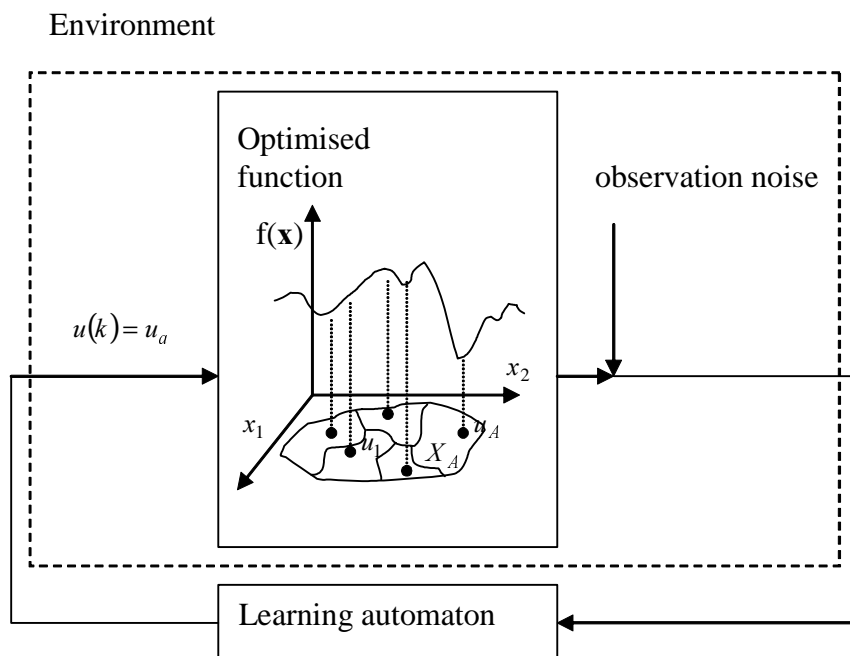 Environment
Optimised
function
observation noise
f(x)
u(k) = u_a
x_2
x_1
u_1
u_A
X_A
Learning automaton